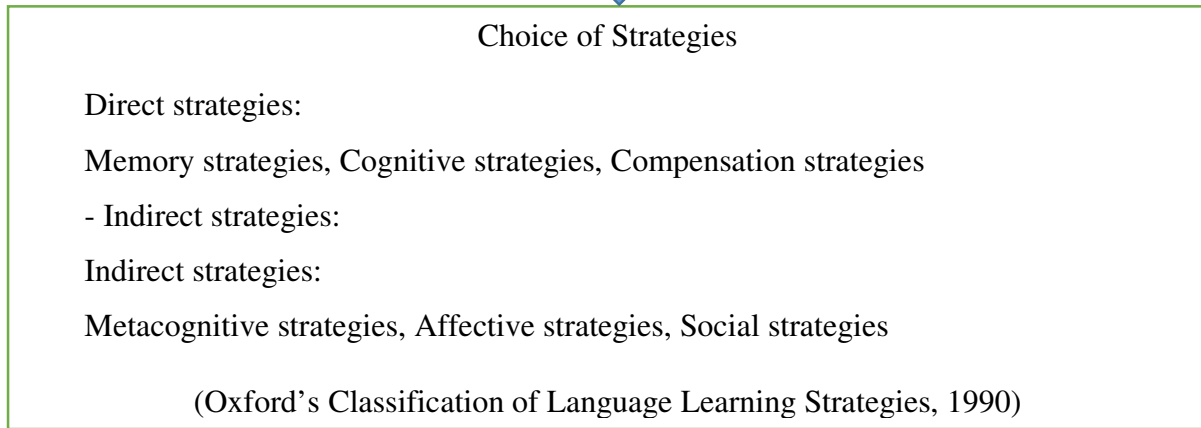 Choice of Strategies
Direct strategies:
Memory strategies, Cognitive strategies, Compensation strategies
- Indirect strategies:
Indirect strategies:
Metacognitive strategies, Affective strategies, Social strategies
(Oxford’s Classification of Language Learning Strategies, 1990)